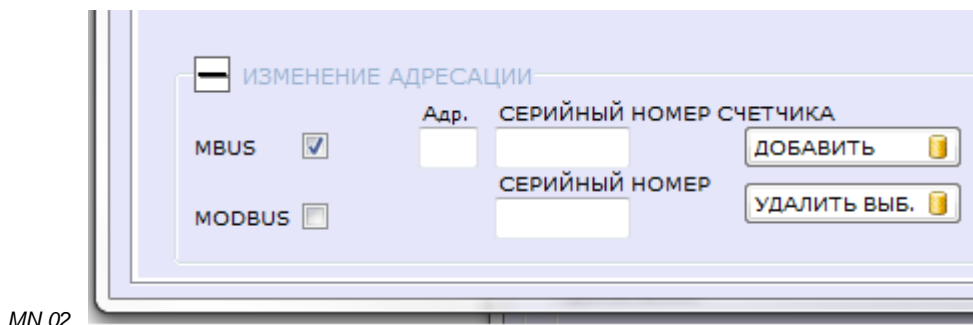 ИЗМЕНЕНИЕ АДРЕСАЦИИ
Адр. СЕРИЙНЫЙ НОМЕР СЧЕТЧИКА
MBUS ДОБАВИТЬ
СЕРИЙНЫЙ НОМЕР
MODBUS УДАЛИТЬ ВЫБ.
MN 02